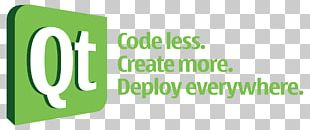 Qt
Code less.
Create more.
Deploy everywhere.